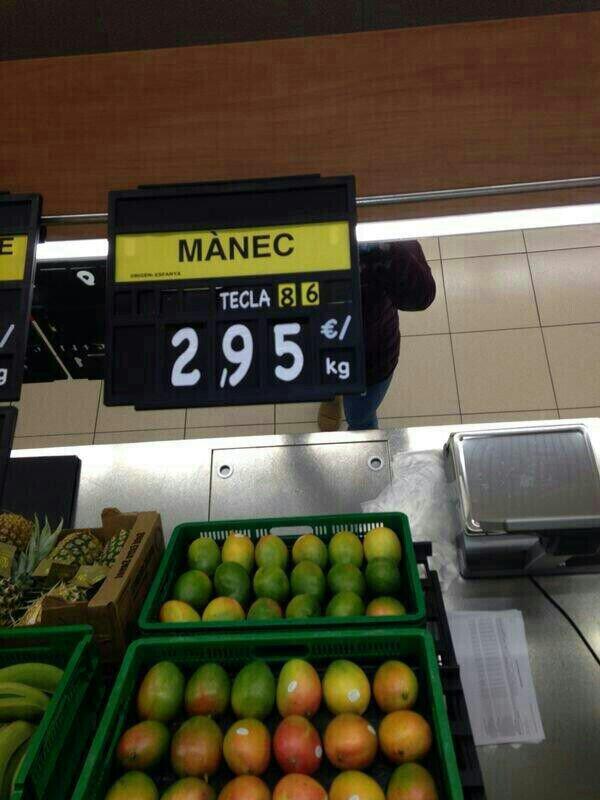 E
MÀNEC
ORIGEN: ESPANYA
TECLA 86
2,95 €/
kg
/
g